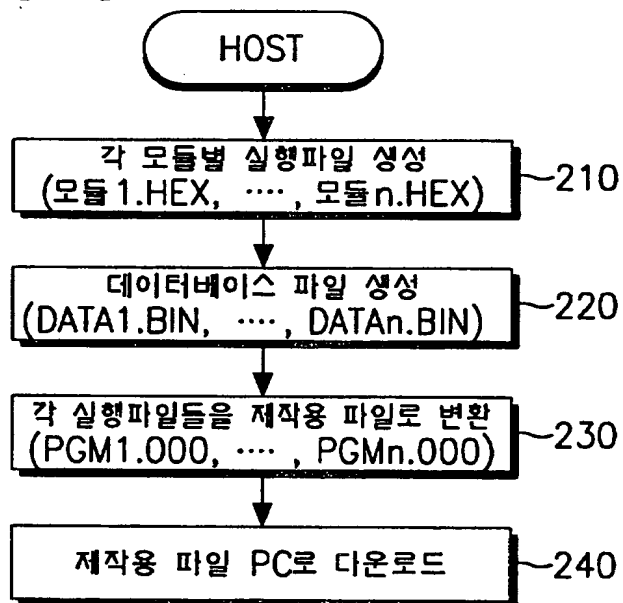 HOST
각 모듈별 실행파일 생성
(모듈1.HEX, ····, 모듈n.HEX)
210
데이터베이스 파일 생성
(DATA1.BIN, ····, DATAn.BIN)
220
각 실행파일들을 제작용 파일로 변환
(PGM1.000, ····, PGMn.000)
230
제작용 파일 PC로 다운로드
240